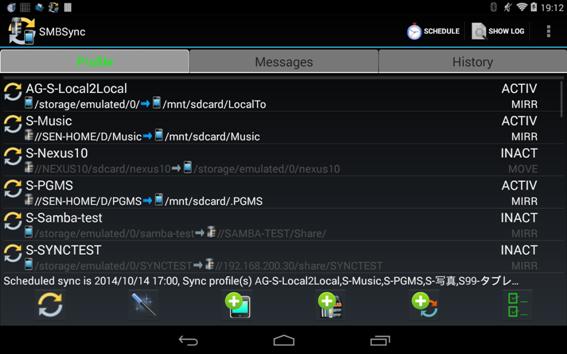 19:12
SMBSync
SCHEDULE
SHOW LOG
Profile
Messages
History
AG-S-Local2Local ACTIV
/storage/emulated/0/ /mnt/sdcard/LocalTo MIRR
S-Music ACTIV
//SEN-HOME/D/Music /mnt/sdcard/Music MIRR
S-Nexus10 INACT
//NEXUS10/sdcard/nexus10 /storage/emulated/0/nexus10 MOVE
S-PGMS ACTIV
//SEN-HOME/D/PGMS /mnt/sdcard/.PGMS MIRR
S-Samba-test INACT
/storage/emulated/0/samba-test //SAMBA-TEST/Share/ MIRR
S-SYNCTEST INACT
/storage/emulated/0/SYNCTEST //192.168.200.30/share/SYNCTEST MIRR
Scheduled sync is 2014/10/14 17:00, Sync profile(s) AG-S-Local2Local,S-Music,S-PGMS,S-写真,S99-タブレ...